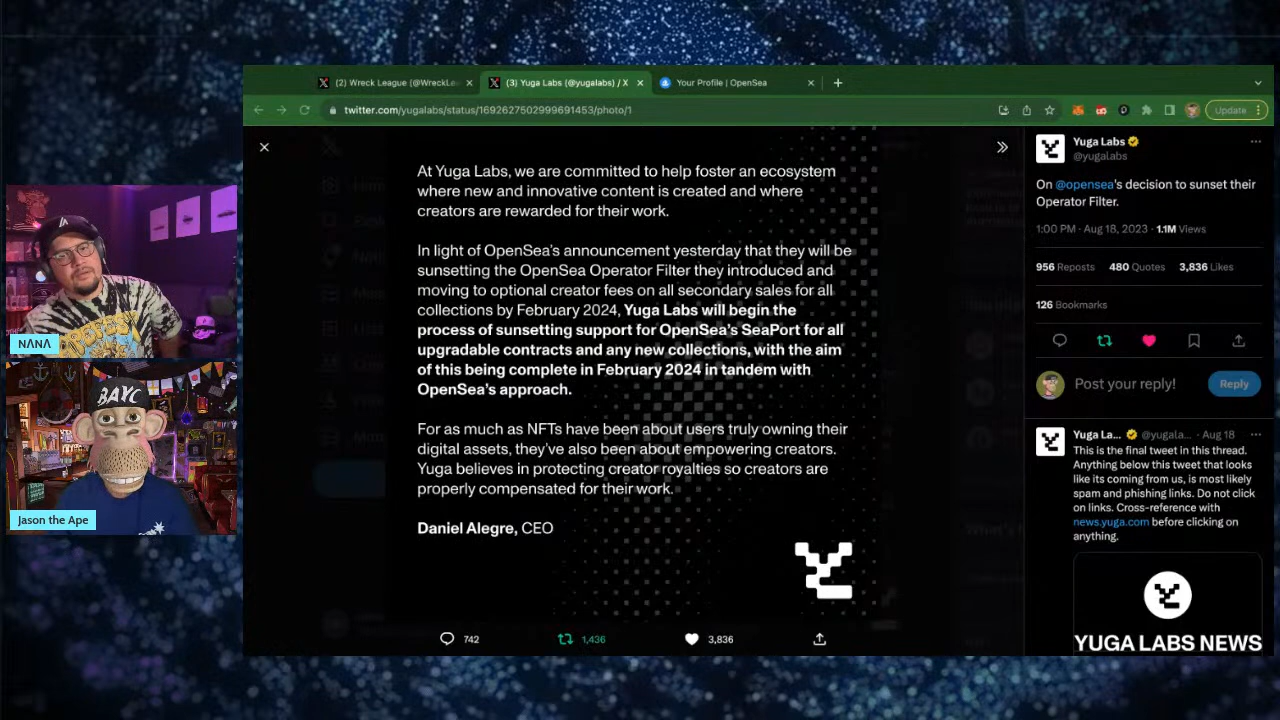 (2) Wreck League (@WreckLea
(3) Yuga Labs (@yugalabs) / X
Your Profile | OpenSea
twitter.com/yugalabs/status/1692627502999691453/photo/1
Update
At Yuga Labs, we are committed to help foster an ecosystem
where new and innovative content is created and where
creators are rewarded for their work.
In light of OpenSea's announcement yesterday that they will be
sunsetting the OpenSea Operator Filter they introduced and
moving to optional creator fees on all secondary sales for all
collections by February 2024, Yuga Labs will begin the
process of sunsetting support for OpenSea's SeaPort for all
upgradable contracts and any new collections, with the aim
of this being complete in February 2024 in tandem with
OpenSea's approach.
For as much as NFTs have been about users truly owning their
digital assets, they've also been about empowering creators.
Yuga believes in protecting creator royalties so creators are
properly compensated for their work.
Daniel Alegre, CEO
742
1,436
3,836
Yuga Labs
@yugalabs
On @opensea's decision to sunset their
Operator Filter.
1:00 PM · Aug 18, 2023 · 1.1M Views
956 Reposts 480 Quotes 3,836 Likes
126 Bookmarks
Post your reply!
Reply
Yuga La... @yugala... · Aug 18
This is the final tweet in this thread.
Anything below this tweet that looks
like its coming from us, is most likely
spam and phishing links. Do not click
on links. Cross-reference with
news.yuga.com before clicking on
anything.
YUGA LABS NEWS
NΛNΛ
BAYC
Jason the Ape